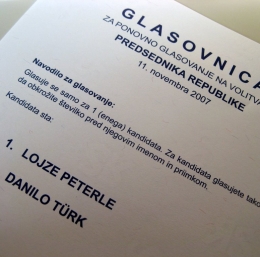 GLASOVNICA
ZA PONOVNO GLASOVANJE NA VOLITVAH
PREDSEDNIKA REPUBLIKE
11. novembra 2007
Navodilo za glasovanje:
Glasuje se samo za 1 (enega) kandidata. Za kandidata glasujete tako,
da obkrožite številko pred njegovim imenom in priimkom.
Kandidata sta:
1. LOJZE PETERLE
DANILO TÜRK